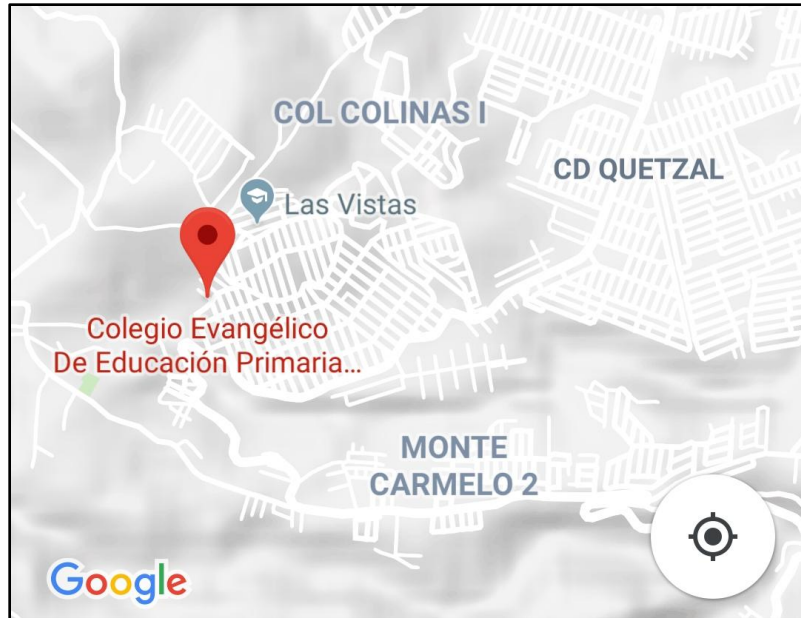 COL COLINAS I
CD QUETZAL
Las Vistas
Colegio Evangélico
De Educación Primaria...
MONTE
CARMELO 2
Google